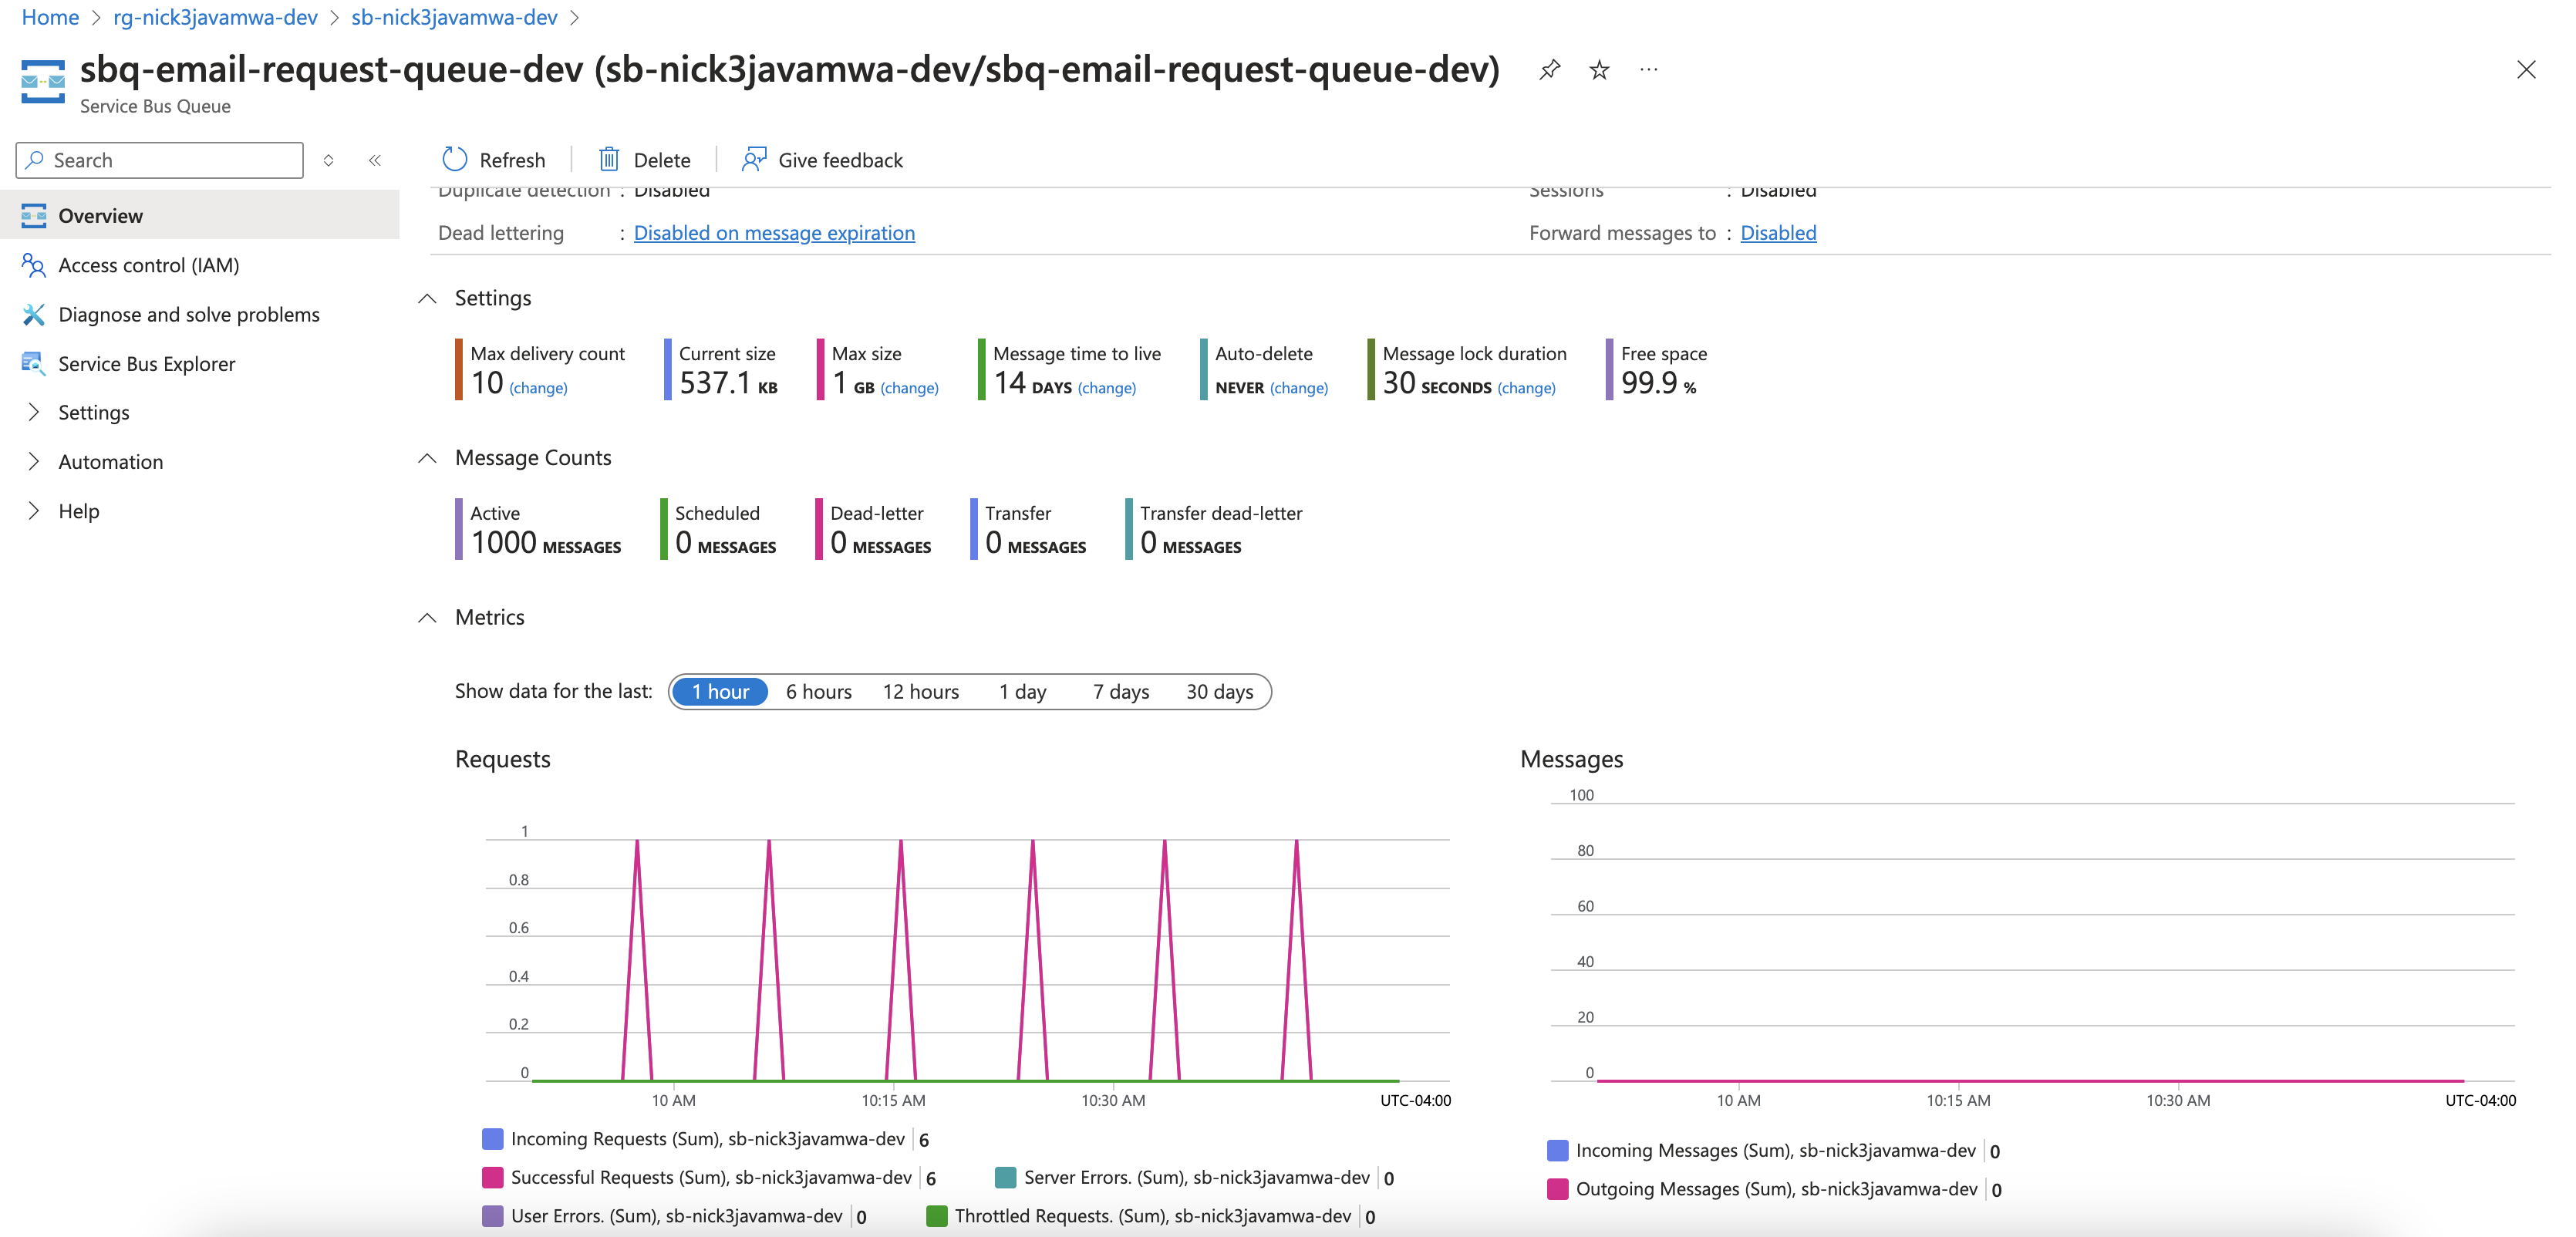 Home > rg-nick3javamwa-dev > sb-nick3javamwa-dev >
sbq-email-request-queue-dev (sb-nick3javamwa-dev/sbq-email-request-queue-dev)
Service Bus Queue
Search
Refresh Delete Give feedback
Overview
Access control (IAM)
Diagnose and solve problems
Service Bus Explorer
Settings
Automation
Help
Duplicate detection : Disabled
Sessions : Disabled
Dead lettering : Disabled on message expiration
Forward messages to : Disabled
Settings
Max delivery count
10 (change)
Current size
537.1 KB
Max size
1 GB (change)
Message time to live
14 DAYS (change)
Auto-delete
NEVER (change)
Message lock duration
30 SECONDS (change)
Free space
99.9 %
Message Counts
Active
1000 MESSAGES
Scheduled
0 MESSAGES
Dead-letter
0 MESSAGES
Transfer
0 MESSAGES
Transfer dead-letter
0 MESSAGES
Metrics
Show data for the last: 1 hour 6 hours 12 hours 1 day 7 days 30 days
Requests
1
0.8
0.6
0.4
0.2
0
10 AM 10:15 AM 10:30 AM UTC-04:00
Incoming Requests (Sum), sb-nick3javamwa-dev 6
Successful Requests (Sum), sb-nick3javamwa-dev 6
Server Errors. (Sum), sb-nick3javamwa-dev 0
User Errors. (Sum), sb-nick3javamwa-dev 0
Throttled Requests. (Sum), sb-nick3javamwa-dev 0
Messages
100
80
60
40
20
0
10 AM 10:15 AM 10:30 AM UTC-04:00
Incoming Messages (Sum), sb-nick3javamwa-dev 0
Outgoing Messages (Sum), sb-nick3javamwa-dev 0